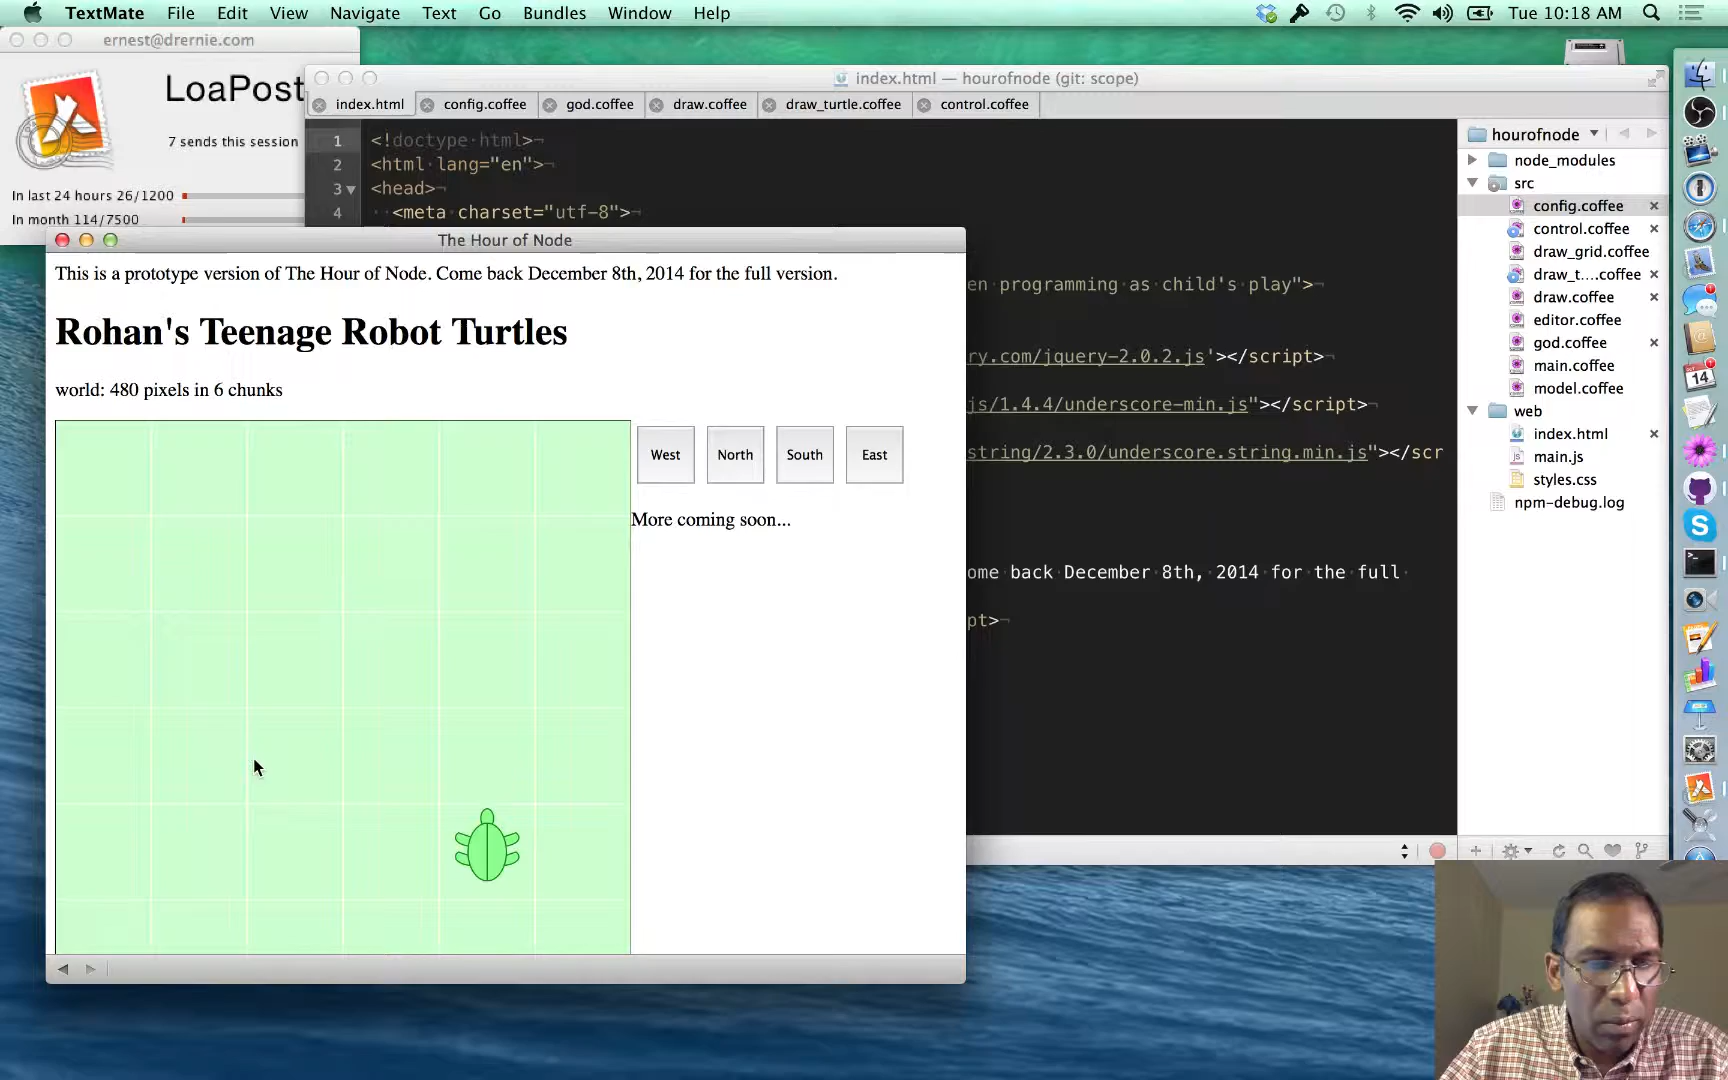 TextMate File Edit View Navigate Text Go Bundles Window Help Tue 10:18 AM
ernest@drernie.com
LoaPost
7 sends this session
In last 24 hours 26/1200
In month 114/7500
index.html — hourofnode (git: scope)
index.html config.coffee god.coffee draw.coffee draw_turtle.coffee control.coffee
1 <!doctype·html>¬
2 <html·lang="en">¬
3 <head>¬
4 ··<meta·charset="utf-8">¬
en·programming·as·child's·play">¬
ry.com/jquery-2.0.2.js'></script>¬
js/1.4.4/underscore-min.js"></script>¬
string/2.3.0/underscore.string.min.js"></scr
ome·back·December·8th,·2014·for·the·full·
pt>¬
The Hour of Node
This is a prototype version of The Hour of Node. Come back December 8th, 2014 for the full version.
Rohan's Teenage Robot Turtles
world: 480 pixels in 6 chunks
West North South East
More coming soon...
hourofnode
node_modules
src
config.coffee
control.coffee
draw_grid.coffee
draw_t....coffee
draw.coffee
editor.coffee
god.coffee
main.coffee
model.coffee
web
index.html
main.js
styles.css
npm-debug.log
14